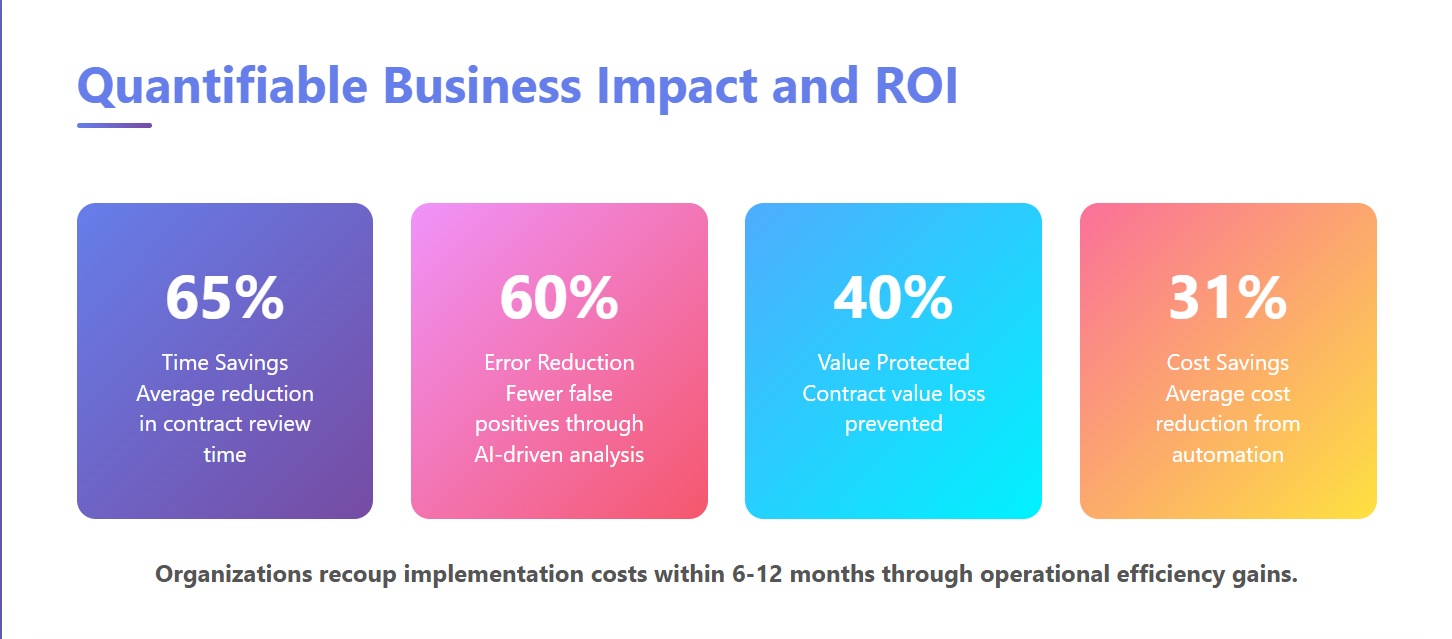 Quantifiable Business Impact and ROI
65%
Time Savings
Average reduction
in contract review
time
60%
Error Reduction
Fewer false
positives through
AI-driven analysis
40%
Value Protected
Contract value loss
prevented
31%
Cost Savings
Average cost
reduction from
automation
Organizations recoup implementation costs within 6-12 months through operational efficiency gains.